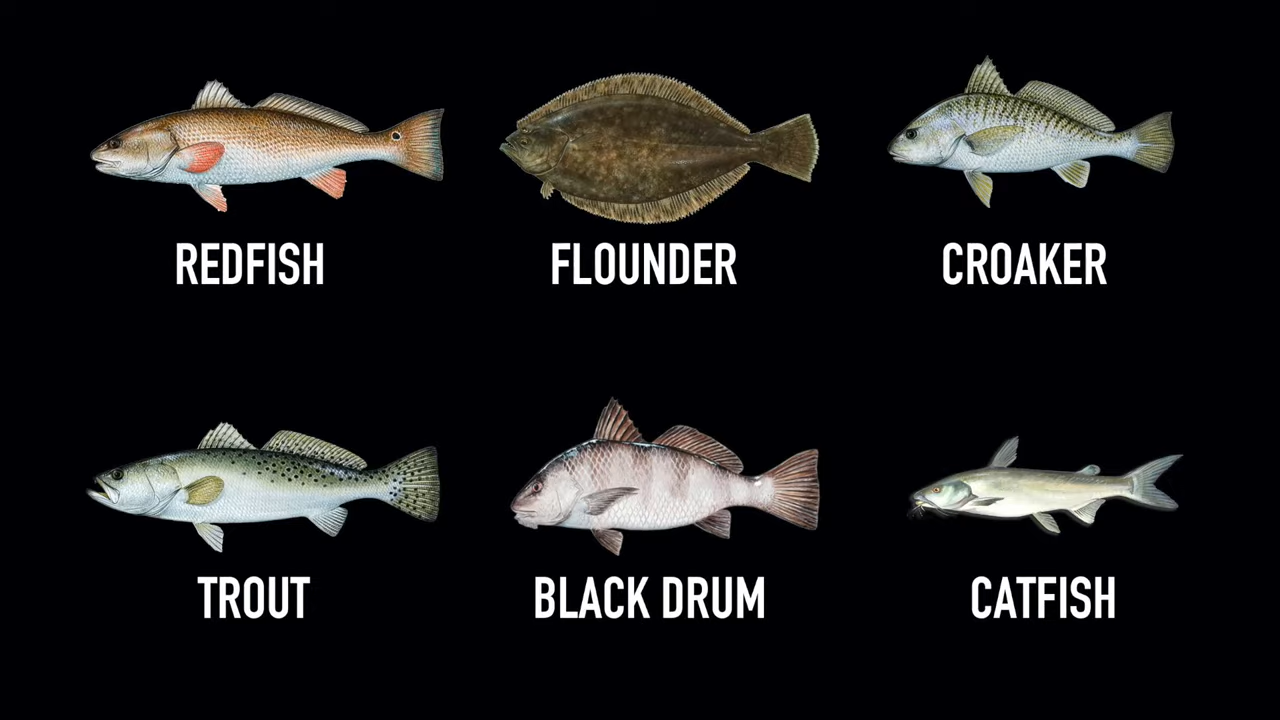 REDFISH
FLOUNDER
CROAKER
TROUT
BLACK DRUM
CATFISH